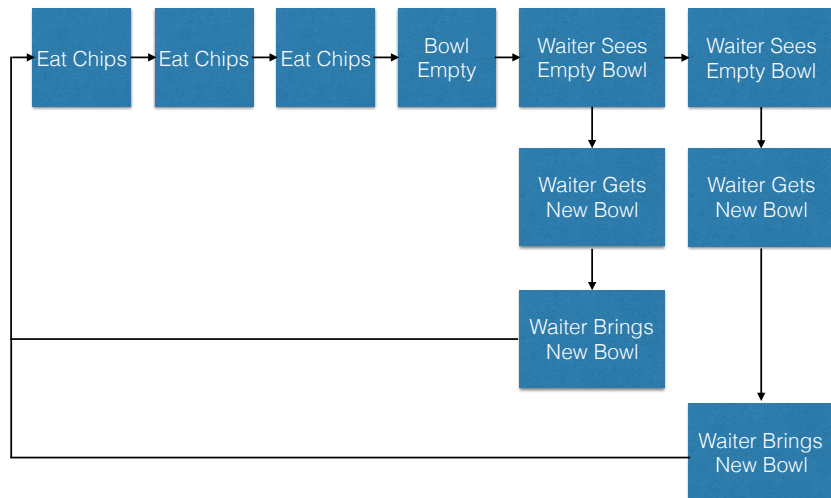 Eat Chips
Eat Chips
Eat Chips
Bowl
Empty
Waiter Sees
Empty Bowl
Waiter Sees
Empty Bowl
Waiter Gets
New Bowl
Waiter Gets
New Bowl
Waiter Brings
New Bowl
Waiter Brings
New Bowl